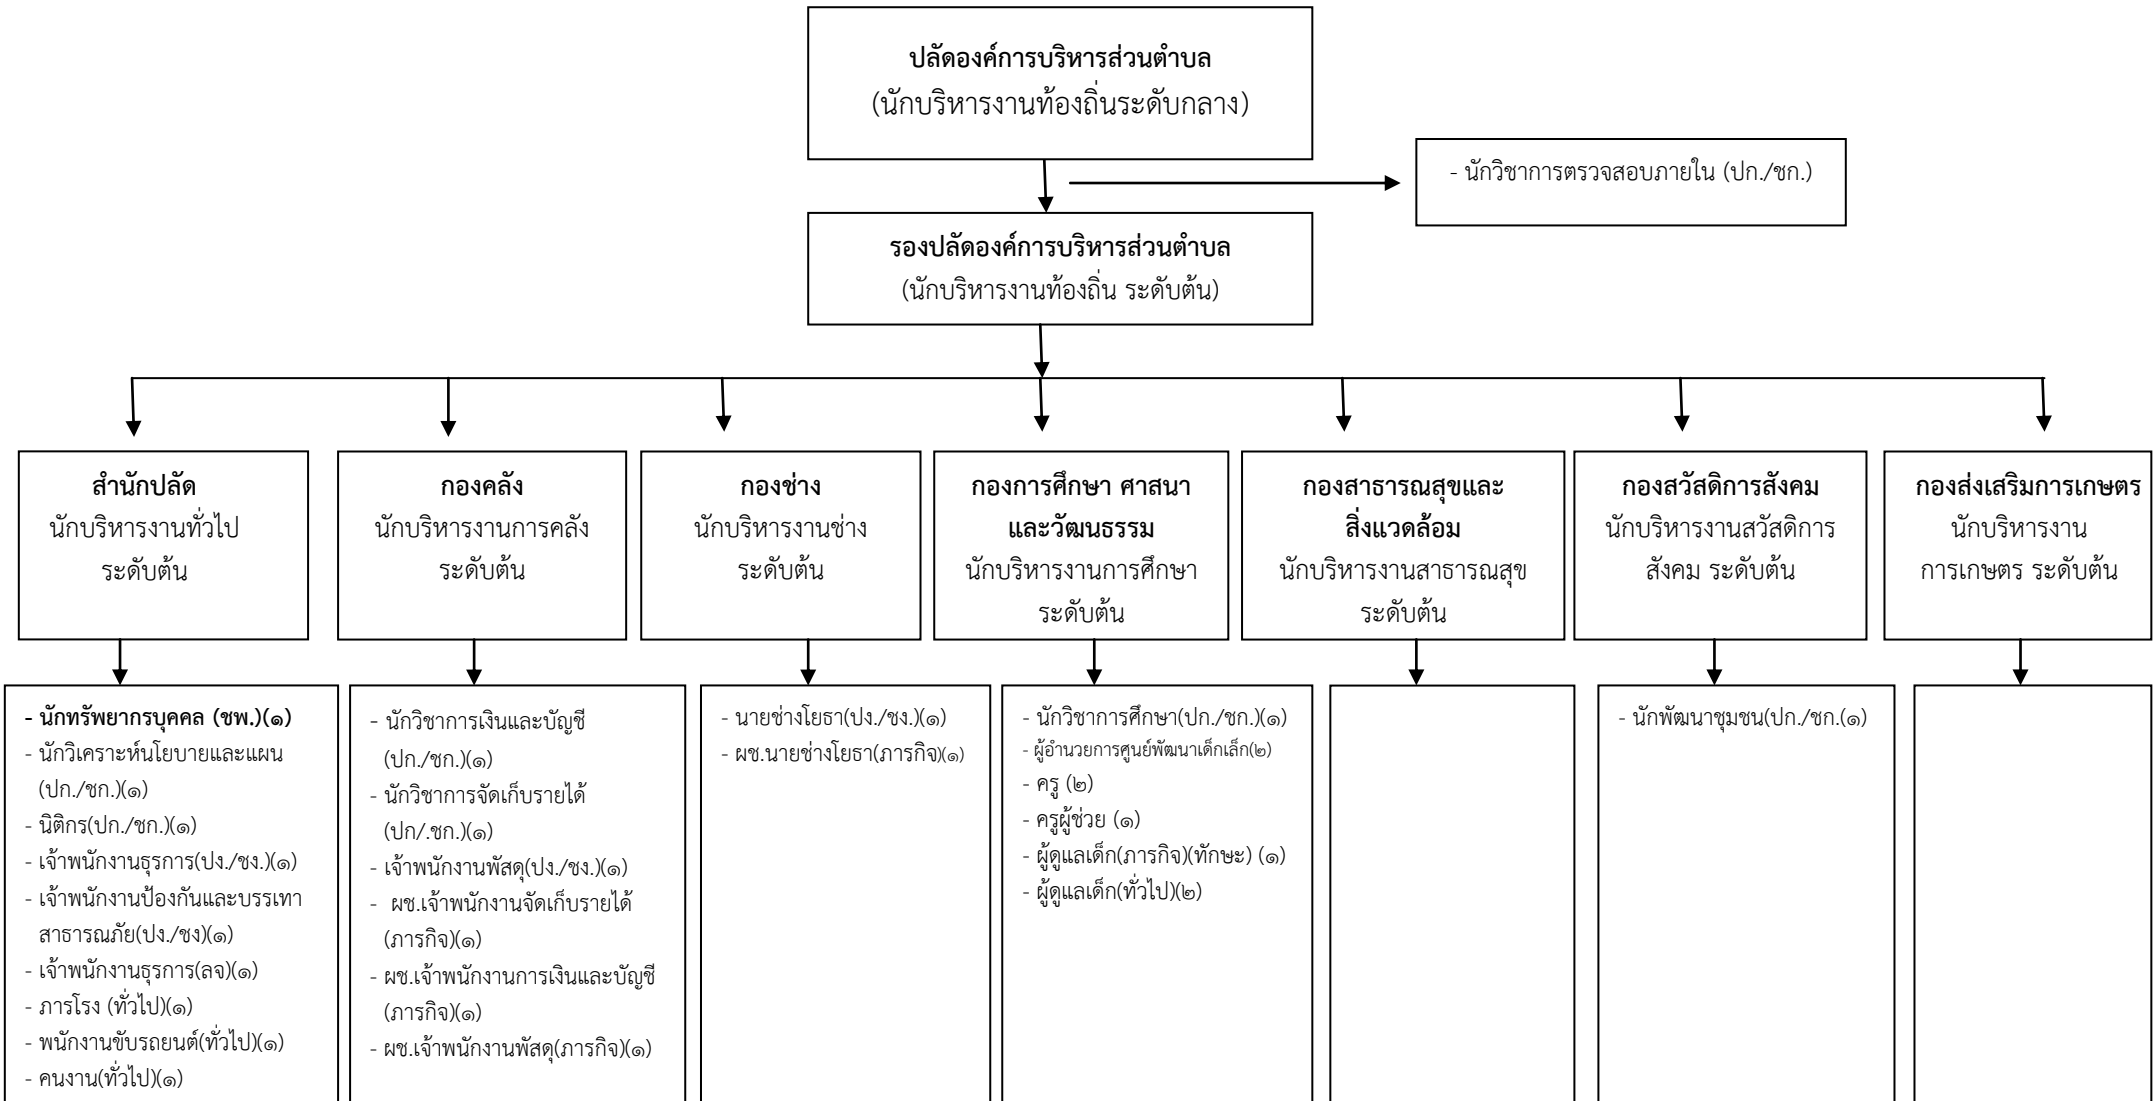 ปลัดองค์การบริหารส่วนตำบล
(นักบริหารงานท้องถิ่นระดับกลาง)
- นักวิชาการตรวจสอบภายใน (ปก./ชก.)
รองปลัดองค์การบริหารส่วนตำบล
(นักบริหารงานท้องถิ่น ระดับต้น)
สำนักปลัด
นักบริหารงานทั่วไป
ระดับต้น
กองคลัง
นักบริหารงานการคลัง
ระดับต้น
กองช่าง
นักบริหารงานช่าง
ระดับต้น
กองการศึกษา ศาสนา
และวัฒนธรรม
นักบริหารงานการศึกษา
ระดับต้น
กองสาธารณสุขและ
สิ่งแวดล้อม
นักบริหารงานสาธารณสุข
ระดับต้น
กองสวัสดิการสังคม
นักบริหารงานสวัสดิการ
สังคม ระดับต้น
กองส่งเสริมการเกษตร
นักบริหารงาน
การเกษตร ระดับต้น
- นักทรัพยากรบุคคล (ชพ.)(๑)
- นักวิเคราะห์นโยบายและแผน
(ปก./ชก.)(๑)
- นิติกร(ปก./ชก.)(๑)
- เจ้าพนักงานธุรการ(ปง./ชง.)(๑)
- เจ้าพนักงานป้องกันและบรรเทา
สาธารณภัย(ปง./ชง)(๑)
- เจ้าพนักงานธุรการ(ลจ)(๑)
- ภารโรง (ทั่วไป)(๑)
- พนักงานขับรถยนต์(ทั่วไป)(๑)
- คนงาน(ทั่วไป)(๑)
- นักวิชาการเงินและบัญชี
(ปก./ชก.)(๑)
- นักวิชาการจัดเก็บรายได้
(ปก/.ชก.)(๑)
- เจ้าพนักงานพัสดุ(ปง./ชง.)(๑)
- ผช.เจ้าพนักงานจัดเก็บรายได้
(ภารกิจ)(๑)
- ผช.เจ้าพนักงานการเงินและบัญชี
(ภารกิจ)(๑)
- ผช.เจ้าพนักงานพัสดุ(ภารกิจ)(๑)
- นายช่างโยธา(ปง./ชง.)(๑)
- ผช.นายช่างโยธา(ภารกิจ)(๑)
- นักวิชาการศึกษา(ปก./ชก.)(๑)
- ผู้อำนวยการศูนย์พัฒนาเด็กเล็ก(๒)
- ครู (๒)
- ครูผู้ช่วย (๑)
- ผู้ดูแลเด็ก(ภารกิจ)(ทักษะ) (๑)
- ผู้ดูแลเด็ก(ทั่วไป)(๒)
- นักพัฒนาชุมชน(ปก./ชก.(๑)